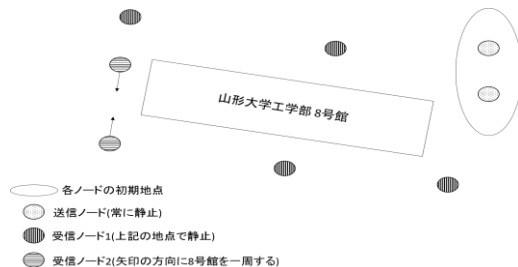 山形大学工学部 8号館
各ノードの初期地点
送信ノード(常に静止)
受信ノード1(上記の地点で静止)
受信ノード2(矢印の方向に8号館を一周する)